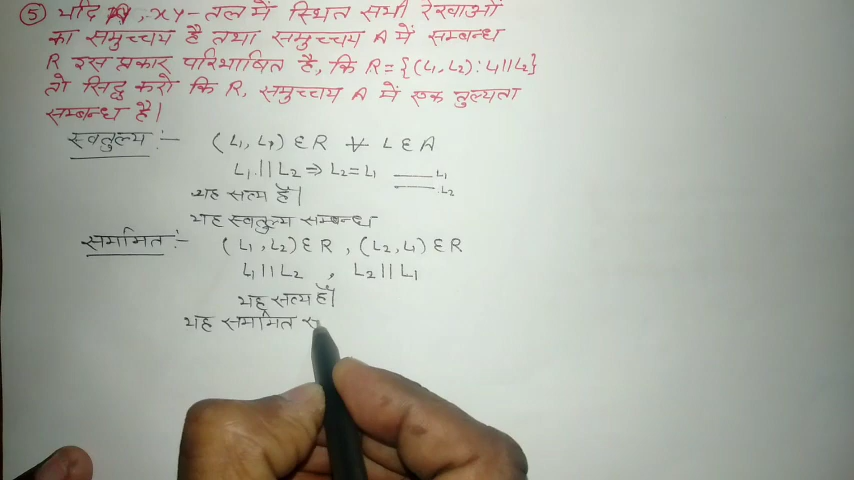 ⑤ यदि A, XY-तल में स्थित सभी रेखाओं
का समुच्चय है तथा समुच्चय A में सम्बन्ध
R इस प्रकार परिभाषित है, कि R={(L₁,L₂):L₁||L₂}
तो सिद्ध करो कि R, समुच्चय A में एक तुल्यता
सम्बन्ध है।
स्वतुल्य :- (L₁, L₁) ƐR ∀ L Ɛ A
L₁ || L₂ ⇒ L₂=L₁ L₁
L₂
यह सत्य हैं।
यह स्वतुल्य सम्बन्ध
सममित :- (L₁,L₂) Ɛ R , (L₂,L₁) Ɛ R
L₁ || L₂ , L₂ || L₁
यह सत्य हैं।
यह सममित स